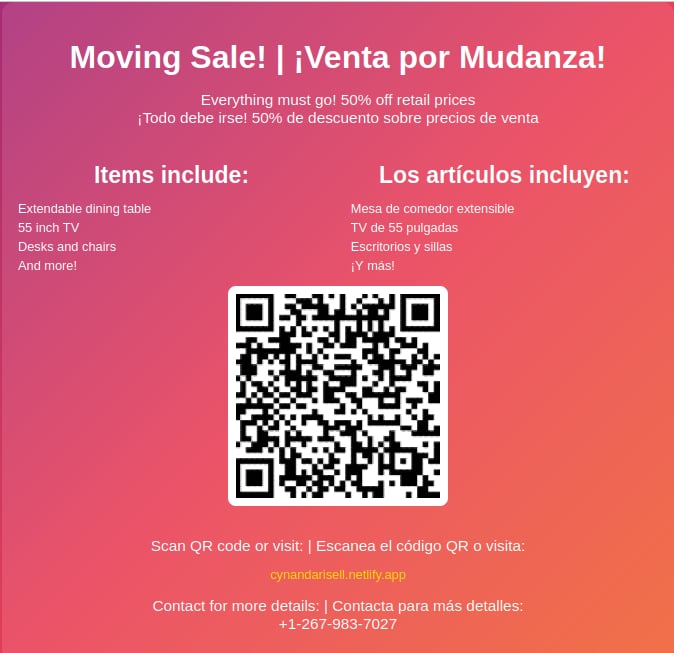 Moving Sale! | ¡Venta por Mudanza!
Everything must go! 50% off retail prices
¡Todo debe irse! 50% de descuento sobre precios de venta
Items include:
Extendable dining table
55 inch TV
Desks and chairs
And more!
Los artículos incluyen:
Mesa de comedor extensible
TV de 55 pulgadas
Escritorios y sillas
¡Y más!
Scan QR code or visit: | Escanea el código QR o visita:
cynandarisell.netlify.app
Contact for more details: | Contacta para más detalles:
+1-267-983-7027